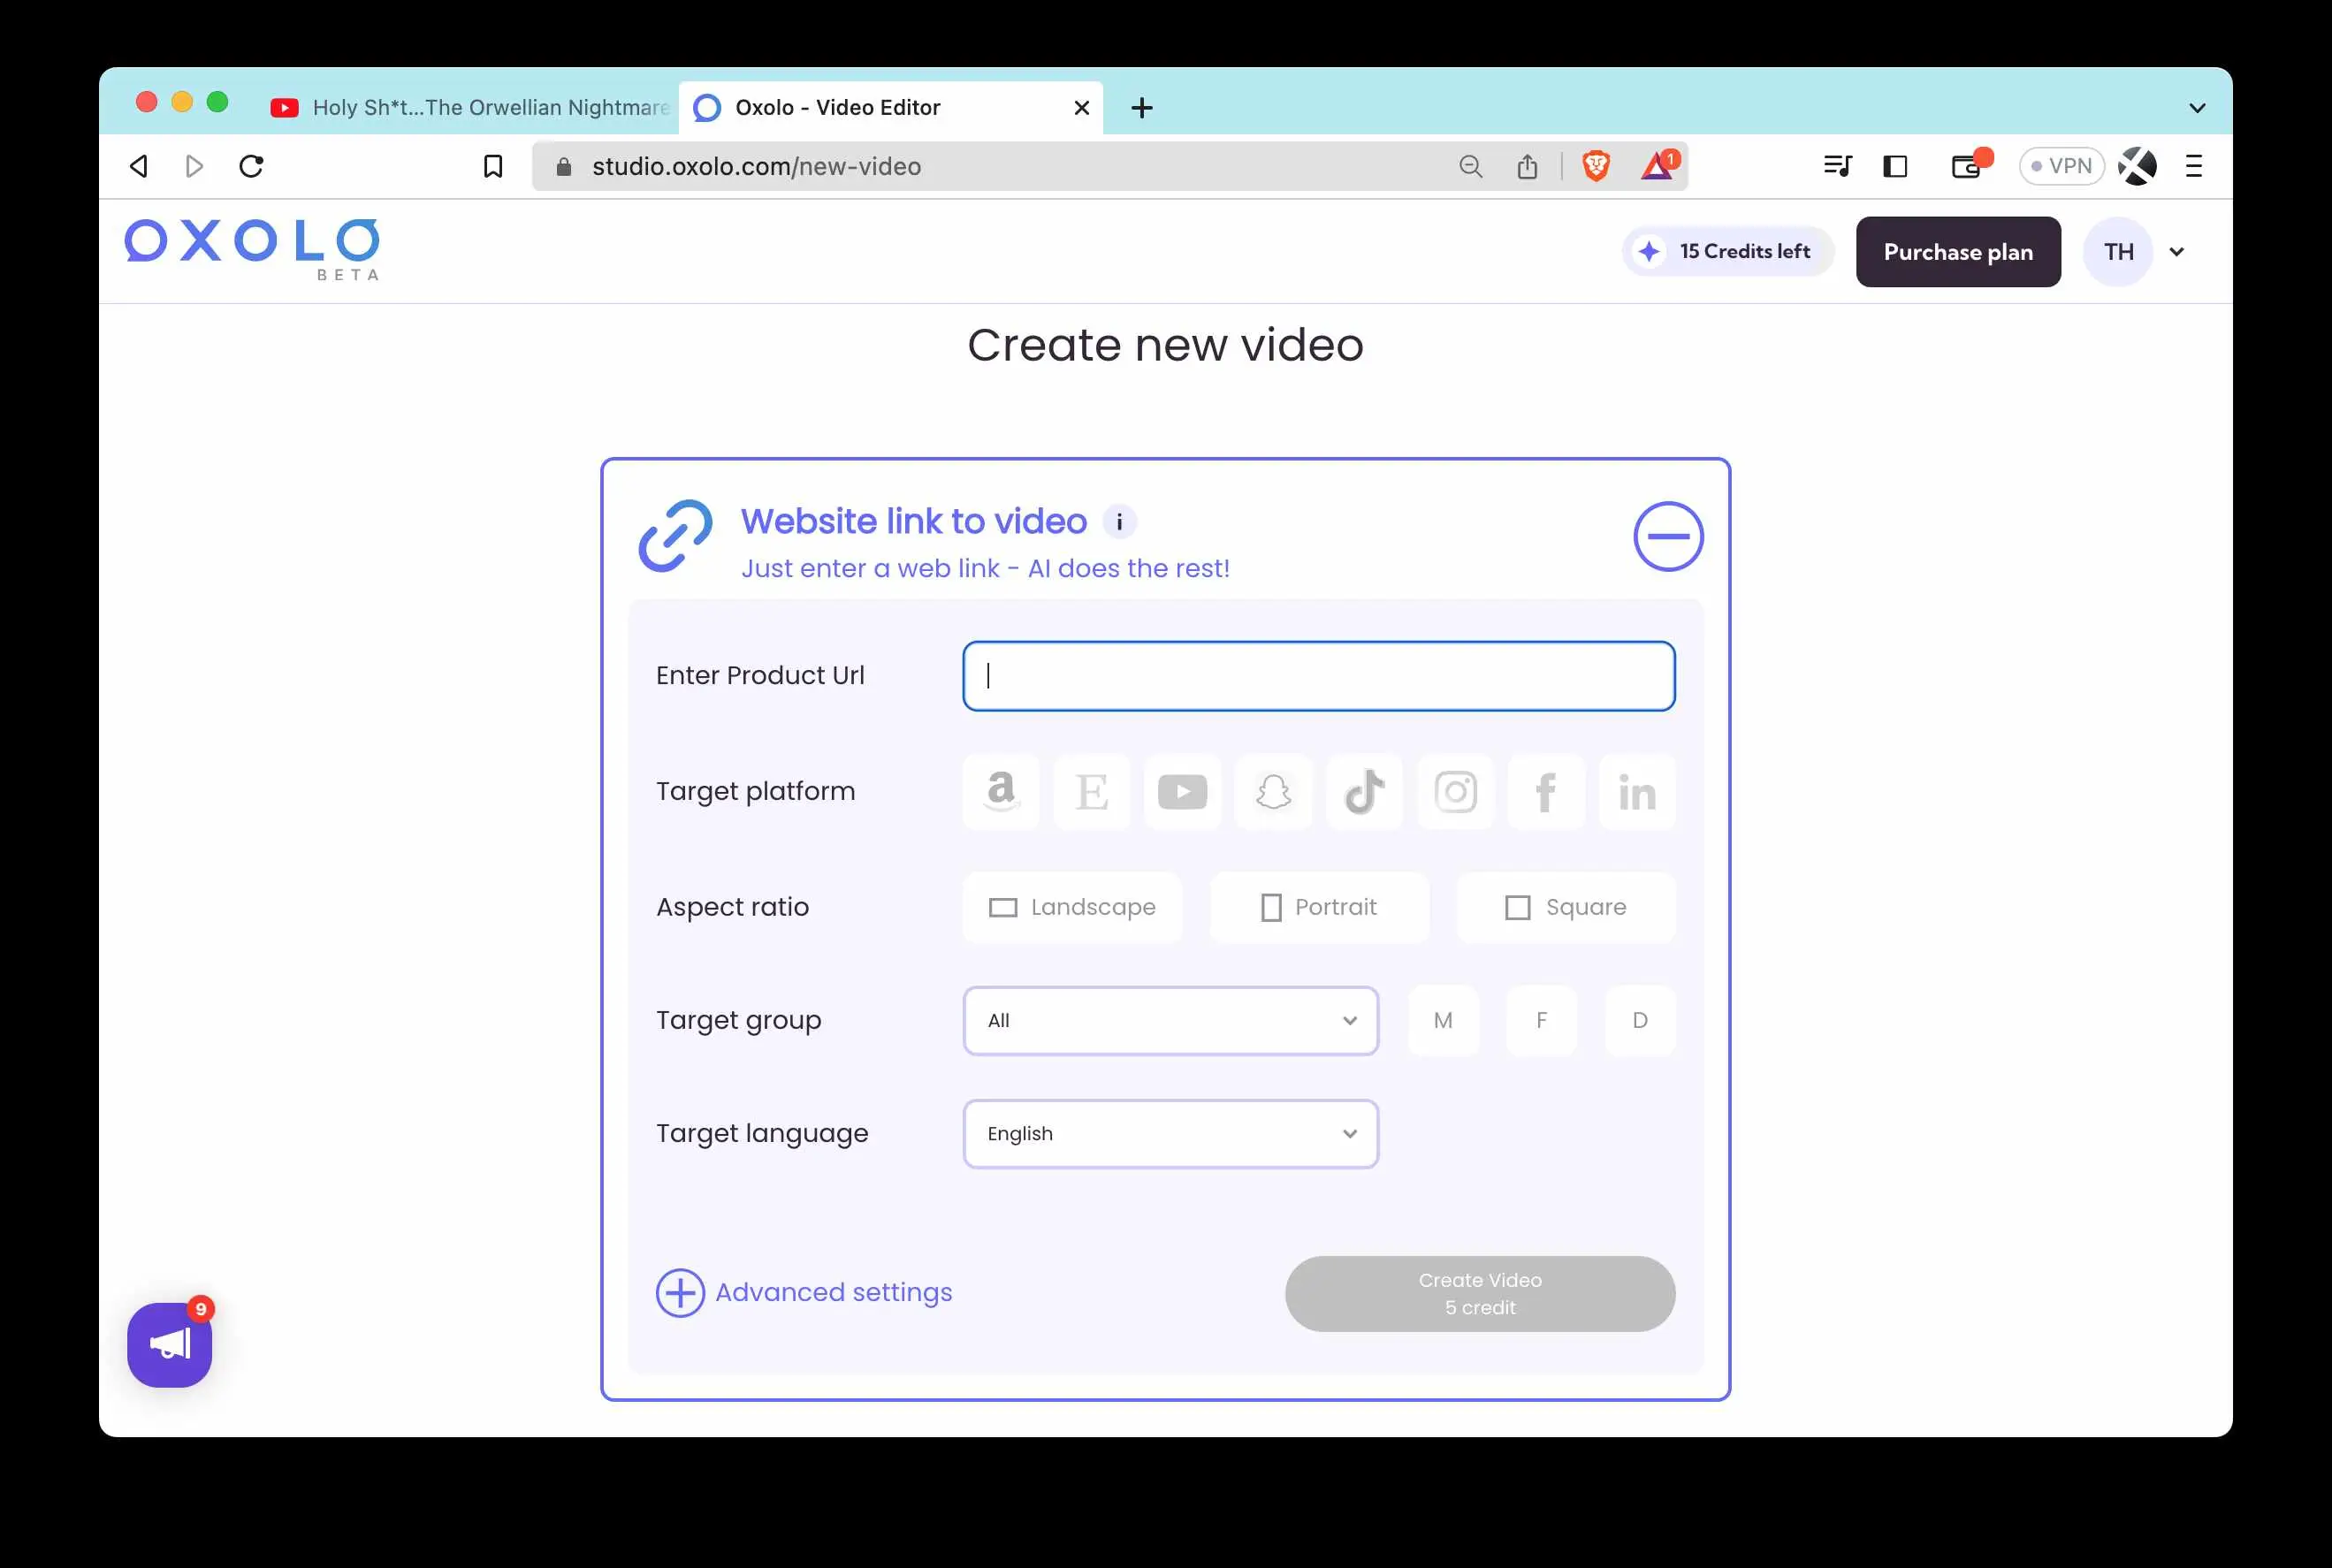 Holy Sh*t...The Orwellian Nightmare
Oxolo - Video Editor
studio.oxolo.com/new-video
1
VPN
OXOLO
BETA
15 Credits left
Purchase plan
TH
Create new video
Website link to video
i
Just enter a web link - AI does the rest!
Enter Product Url
Target platform
a E f in
Aspect ratio
Landscape
Portrait
Square
Target group
All
M
F
D
Target language
English
Advanced settings
Create Video
5 credit
9